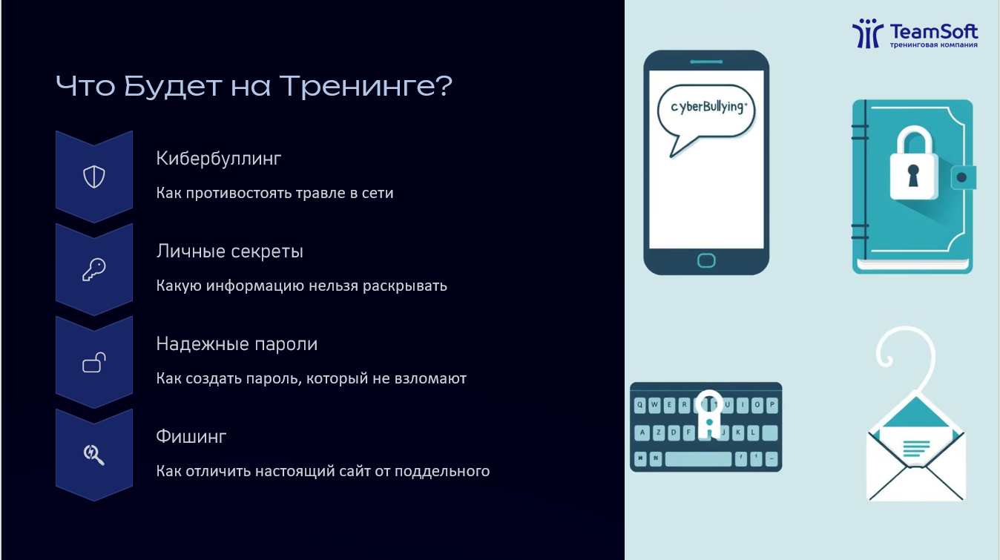 Что Будет на Тренинге?
Кибербуллинг
Как противостоять травле в сети
Личные секреты
Какую информацию нельзя раскрывать
Надежные пароли
Как создать пароль, который не взломают
Фишинг
Как отличить настоящий сайт от поддельного
TeamSoft
тренинговая компания
cyberBullying
Q W E R U I O P
A Z D F J K L